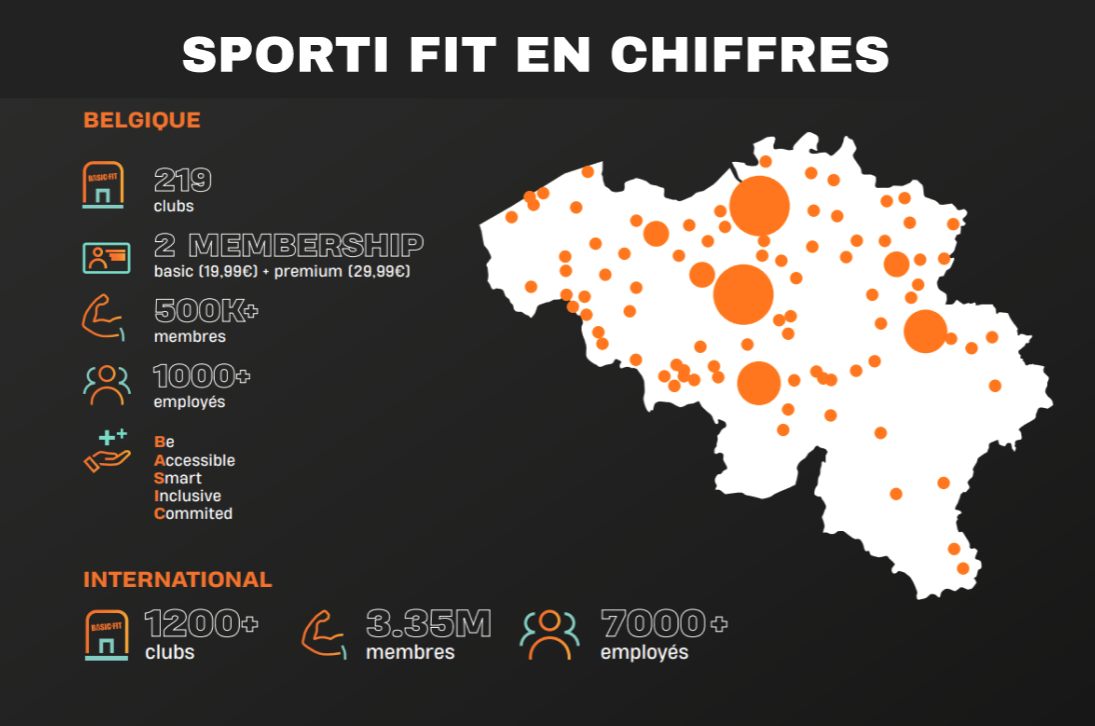 SPORTI FIT EN CHIFFRES
BELGIQUE
BASIC-FIT
219
clubs
2 MEMBERSHIP
basic (19,99€) + premium (29,99€)
500K+
membres
1000+
employés
Be
Accessible
Smart
Inclusive
Commited
INTERNATIONAL
BASIC-FIT
1200+
clubs
3.35M
membres
7000+
employés